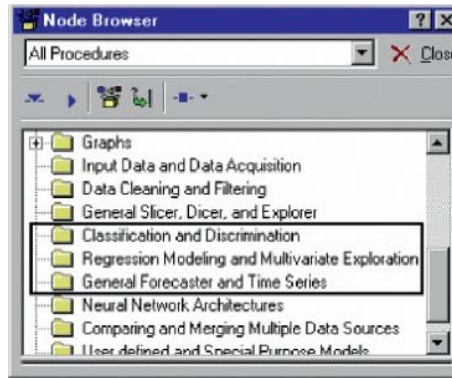 Node Browser
All Procedures
Close
Graphs
Input Data and Data Acquisition
Data Cleaning and Filtering
General Slicer, Dicer, and Explorer
Classification and Discrimination
Regression Modeling and Multivariate Exploration
General Forecaster and Time Series
Neural Network Architectures
Comparing and Merging Multiple Data Sources
User defined and Special Purpose Models